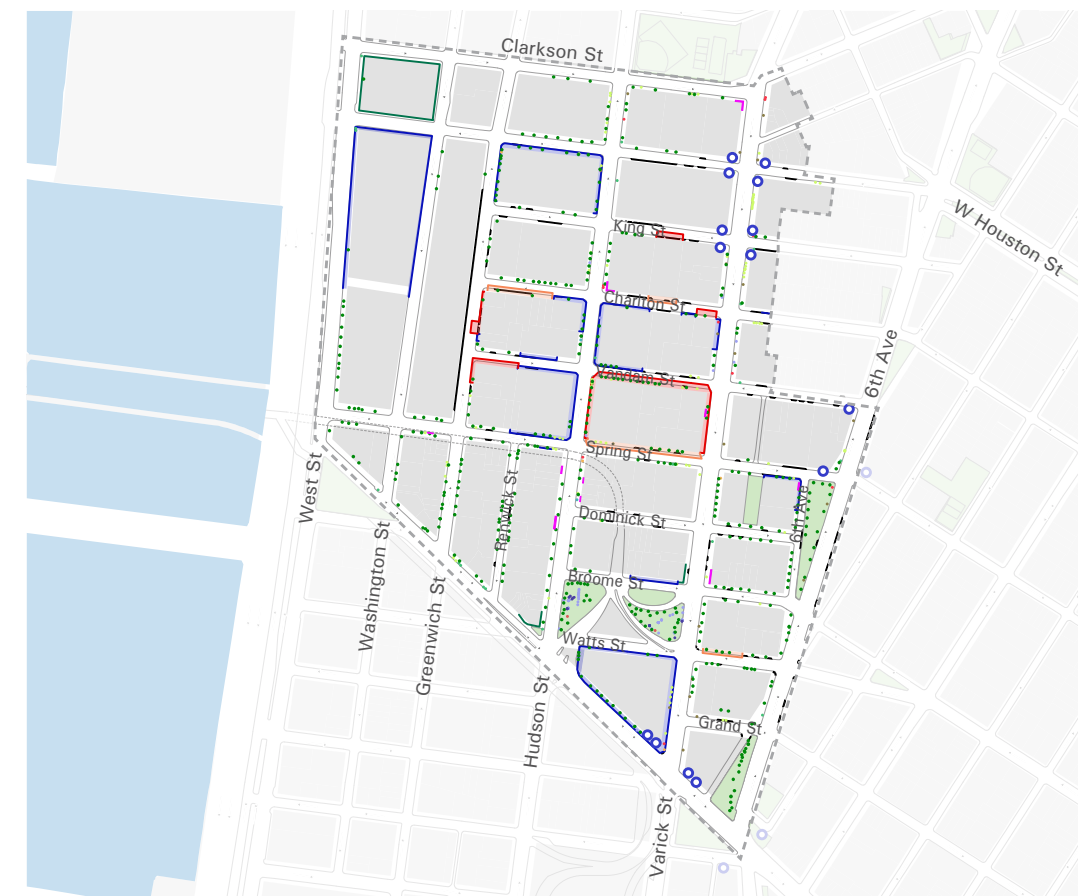 Clarkson St
W Houston St
King St
Charlton St
6th Ave
Vandam St
Spring St
West St
Renwick St
6th Ave
Dominick St
Washington St
Greenwich St
Broome St
Watts St
Hudson St
Grand St
Varick St